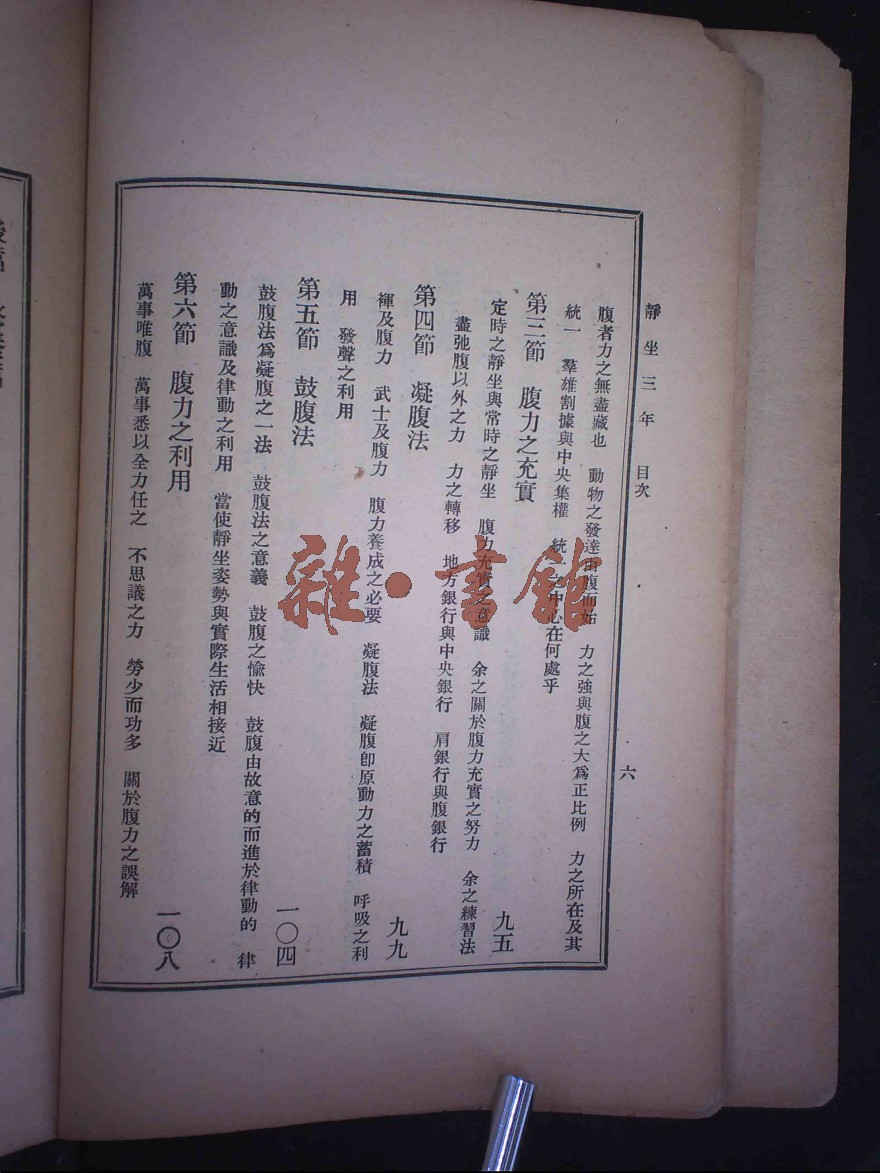 靜坐三年 目次
六
腹者力之無盡藏也 動物之發達由腹而始 力之強與腹之大爲正比例 力之所在及其
統一 羣雄割據與中央集權 統一之中心在何處乎
第三節 腹力之充實 九五
定時之靜坐與常時之靜坐 腹力充實之意識 余之關於腹力充實之努力 余之練習法
盡弛腹以外之力 力之轉移 地方銀行與中央銀行 肩銀行與腹銀行
第四節 凝腹法 九九
褌及腹力 武士及腹力 腹力養成之必要 凝腹法 凝腹卽原動力之蓄積 呼吸之利
用 發聲之利用
第五節 鼓腹法 一〇四
鼓腹法爲凝腹之一法 鼓腹法之意義 鼓腹之愉快 鼓腹由故意的而進於律動的 律
動之意識及律動之利用 當使靜坐姿勢與實際生活相接近
第六節 腹力之利用 一〇八
萬事唯腹 萬事悉以全力任之 不思議之力 勞少而功多 關於腹力之誤解
雜·書館